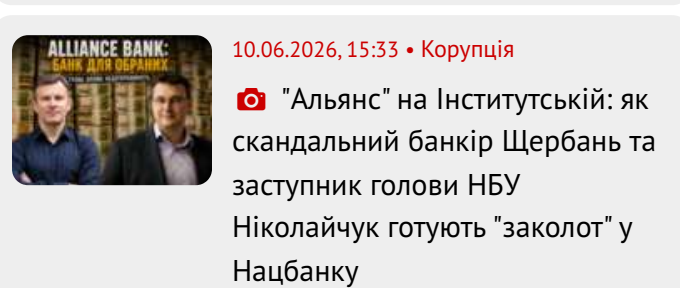 ALLIANCE BANK:
БАНК ДЛЯ ОБРАНИХ
10.06.2026, 15:33 • Корупція
"Альянс" на Інститутській: як
скандальний банкір Щербань та
заступник голови НБУ
Ніколайчук готують "заколот" у
Нацбанку